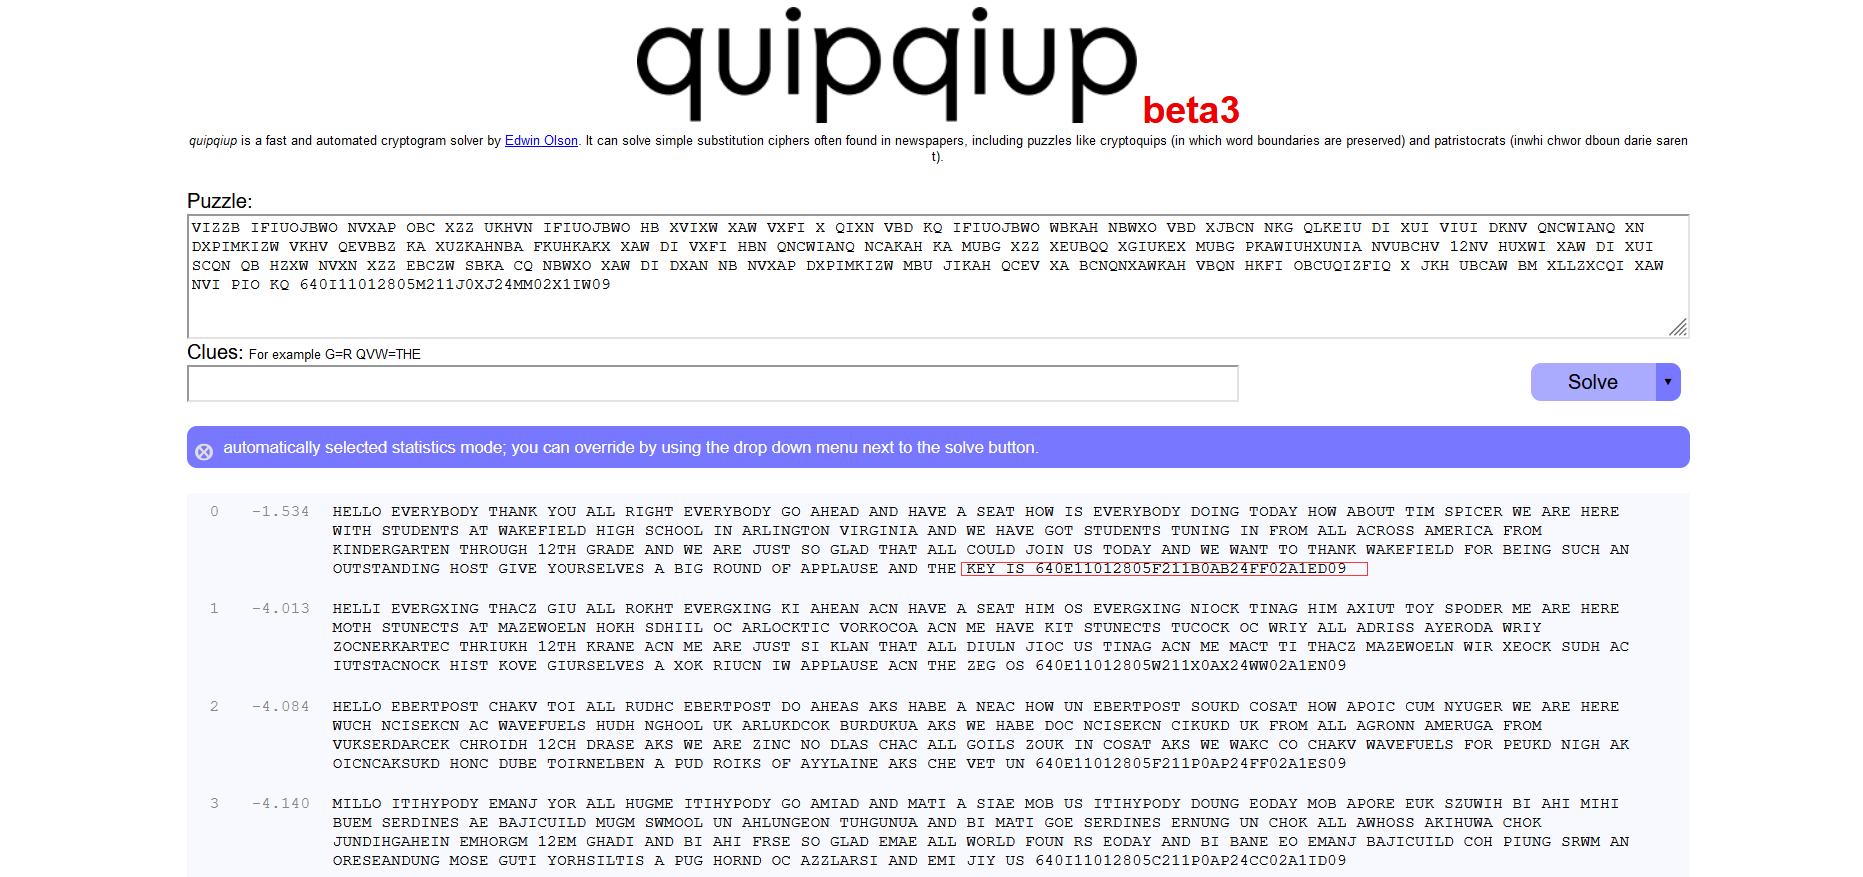 quipqiup beta3
quipqiup is a fast and automated cryptogram solver by Edwin Olson. It can solve simple substitution ciphers often found in newspapers, including puzzles like cryptoquips (in which word boundaries are preserved) and patristocrats (inwhi chwor dboun darie saren
t).
Puzzle:
VIZZB IFIUOJBWO NVXAP OBC XZZ UKHVN IFIUOJBWO HB XVIXW XAW VXFI X QIXN VBD KQ IFIUOJBWO WBKAH NBWXO VBD XJBCN NKG QLKEIU DI XUI VIUI DKNV QNCWIANQ XN
DXPIMKIZW VKHV QEVBBZ KA XUZKAHNBA FKUHKAKX XAW DI VXFI HBN QNCWIANQ NCAKAH KA MUBG XZZ XEUBQQ XGIUKEX MUBG PKAWIUHXUNIA NVUBCHV 12NV HUXWI XAW DI XUI
SCQN QB HZXW NVXN XZZ EBCZW SBKA CQ NBWXO XAW DI DXAN NB NVXAP DXPIMKIZW MBU JIKAH QCEV XA BCNQNXAWKAH VBQN HKFI OBCUQIZFIQ X JKH UBCAW BM XLLZXCQI XAW
NVI PIO KQ 640I11012805M211J0XJ24MM02X1IW09
Clues: For example G=R QVW=THE
Solve ▼
automatically selected statistics mode; you can override by using the drop down menu next to the solve button.
0 -1.534 HELLO EVERYBODY THANK YOU ALL RIGHT EVERYBODY GO AHEAD AND HAVE A SEAT HOW IS EVERYBODY DOING TODAY HOW ABOUT TIM SPICER WE ARE HERE
WITH STUDENTS AT WAKEFIELD HIGH SCHOOL IN ARLINGTON VIRGINIA AND WE HAVE GOT STUDENTS TUNING IN FROM ALL ACROSS AMERICA FROM
KINDERGARTEN THROUGH 12TH GRADE AND WE ARE JUST SO GLAD THAT ALL COULD JOIN US TODAY AND WE WANT TO THANK WAKEFIELD FOR BEING SUCH AN
OUTSTANDING HOST GIVE YOURSELVES A BIG ROUND OF APPLAUSE AND THE KEY IS 640E11012805F211B0AB24FF02A1ED09
1 -4.013 HELLI EVERGXING THACZ GIU ALL ROKHT EVERGXING KI AHEAN ACN HAVE A SEAT HIM OS EVERGXING NIOCK TINAG HIM AXIUT TOY SPODER ME ARE HERE
MOTH STUNECTS AT MAZEWOELN HOKH SDHIIL OC ARLOCKTIC VORKOCOA ACN ME HAVE KIT STUNECTS TUCOCK OC WRIY ALL ADRISS AYERODA WRIY
ZOCNERKARTEC THRIUKH 12TH KRANE ACN ME ARE JUST SI KLAN THAT ALL DIULN JIOC US TINAG ACN ME MACT TI THACZ MAZEWOELN WIR XEOCK SUDH AC
IUTSTACNOCK HIST KOVE GIURSELVES A XOK RIUCN IW APPLAUSE ACN THE ZEG OS 640E11012805W211X0AX24WW02A1EN09
2 -4.084 HELLO EBERTPOST CHAKV TOI ALL RUDHC EBERTPOST DO AHEAS AKS HABE A NEAC HOW UN EBERTPOST SOUKD COSAT HOW APOIC CUM NYUGER WE ARE HERE
WUCH NCISEKCN AC WAVEFUELS HUDH NGHOOL UK ARLUKDCOK BURDUKUA AKS WE HABE DOC NCISEKCN CIKUKD UK FROM ALL AGRONN AMERUGA FROM
VUKSERDARCEK CHROIDH 12CH DRASE AKS WE ARE ZINC NO DLAS CHAC ALL GOILS ZOUK IN COSAT AKS WE WAKC CO CHAKV WAVEFUELS FOR PEUKD NIGH AK
OICNCAKSUKD HONC DUBE TOIRNELBEN A PUD ROIKS OF AYYLAINE AKS CHE VET UN 640E11012805F211P0AP24FF02A1ES09
3 -4.140 MILLO ITIHYPODY EMANJ YOR ALL HUGME ITIHYPODY GO AMIAD AND MATI A SIAE MOB US ITIHYPODY DOUNG EODAY MOB APORE EUK SZUWIH BI AHI MIHI
BUEM SERDINES AE BAJICUILD MUGM SWMOOL UN AHLUNGEON TUHGUNUA AND BI MATI GOE SERDINES ERNUNG UN CHOK ALL AWHOSS AKIHUWA CHOK
JUNDIHGAHEIN EMHORGM 12EM GHADI AND BI AHI FRSE SO GLAD EMAE ALL WORLD FOUN RS EODAY AND BI BANE EO EMANJ BAJICUILD COH PIUNG SRWM AN
ORESEANDUNG MOSE GUTI YORHSILTIS A PUG HORND OC AZZLARSI AND EMI JIY US 640I11012805C211P0AP24CC02A1ID09